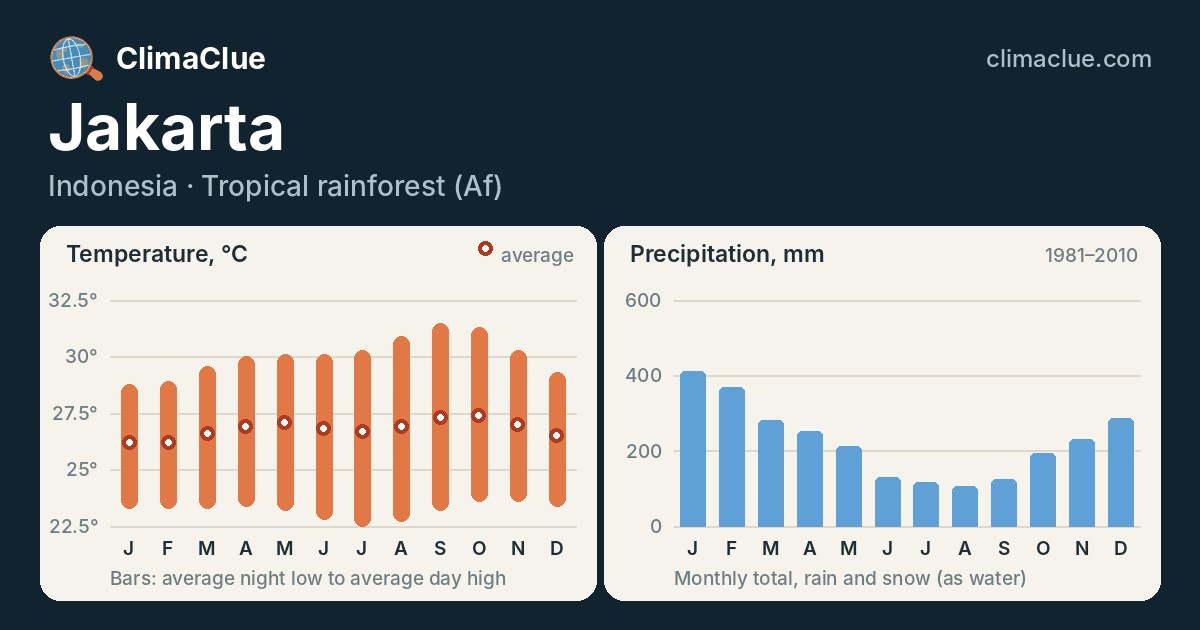 ClimaClue
climaclue.com
Jakarta
Indonesia · Tropical rainforest (Af)
Temperature, °C
average
32.5°
30°
27.5°
25°
22.5°
J F M A M J J A S O N D
Bars: average night low to average day high
Precipitation, mm
1981–2010
600
400
200
0
J F M A M J J A S O N D
Monthly total, rain and snow (as water)